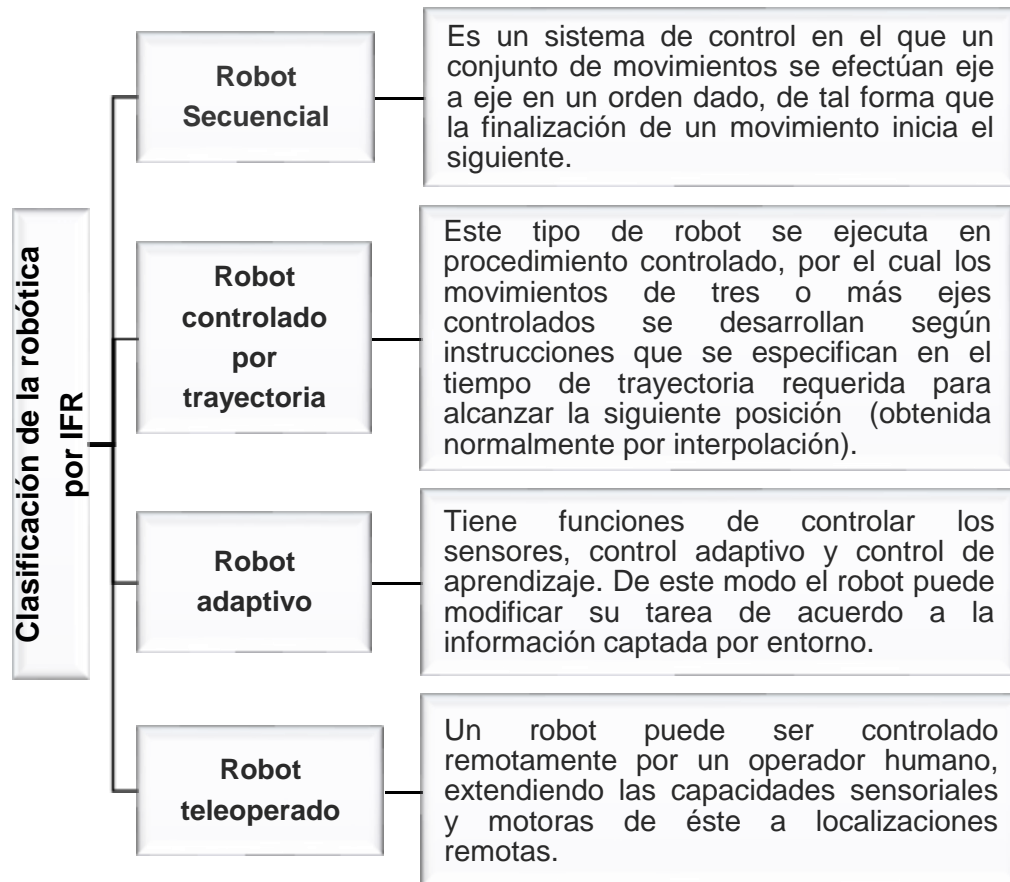 Clasificación de la robótica
por IFR
Robot
Secuencial
Es un sistema de control en el que un
conjunto de movimientos se efectúan eje
a eje en un orden dado, de tal forma que
la finalización de un movimiento inicia el
siguiente.
Robot
controlado
por
trayectoria
Este tipo de robot se ejecuta en
procedimiento controlado, por el cual los
movimientos de tres o más ejes
controlados se desarrollan según
instrucciones que se especifican en el
tiempo de trayectoria requerida para
alcanzar la siguiente posición (obtenida
normalmente por interpolación).
Robot
adaptivo
Tiene funciones de controlar los
sensores, control adaptivo y control de
aprendizaje. De este modo el robot puede
modificar su tarea de acuerdo a la
información captada por entorno.
Robot
teleoperado
Un robot puede ser controlado
remotamente por un operador humano,
extendiendo las capacidades sensoriales
y motoras de éste a localizaciones
remotas.